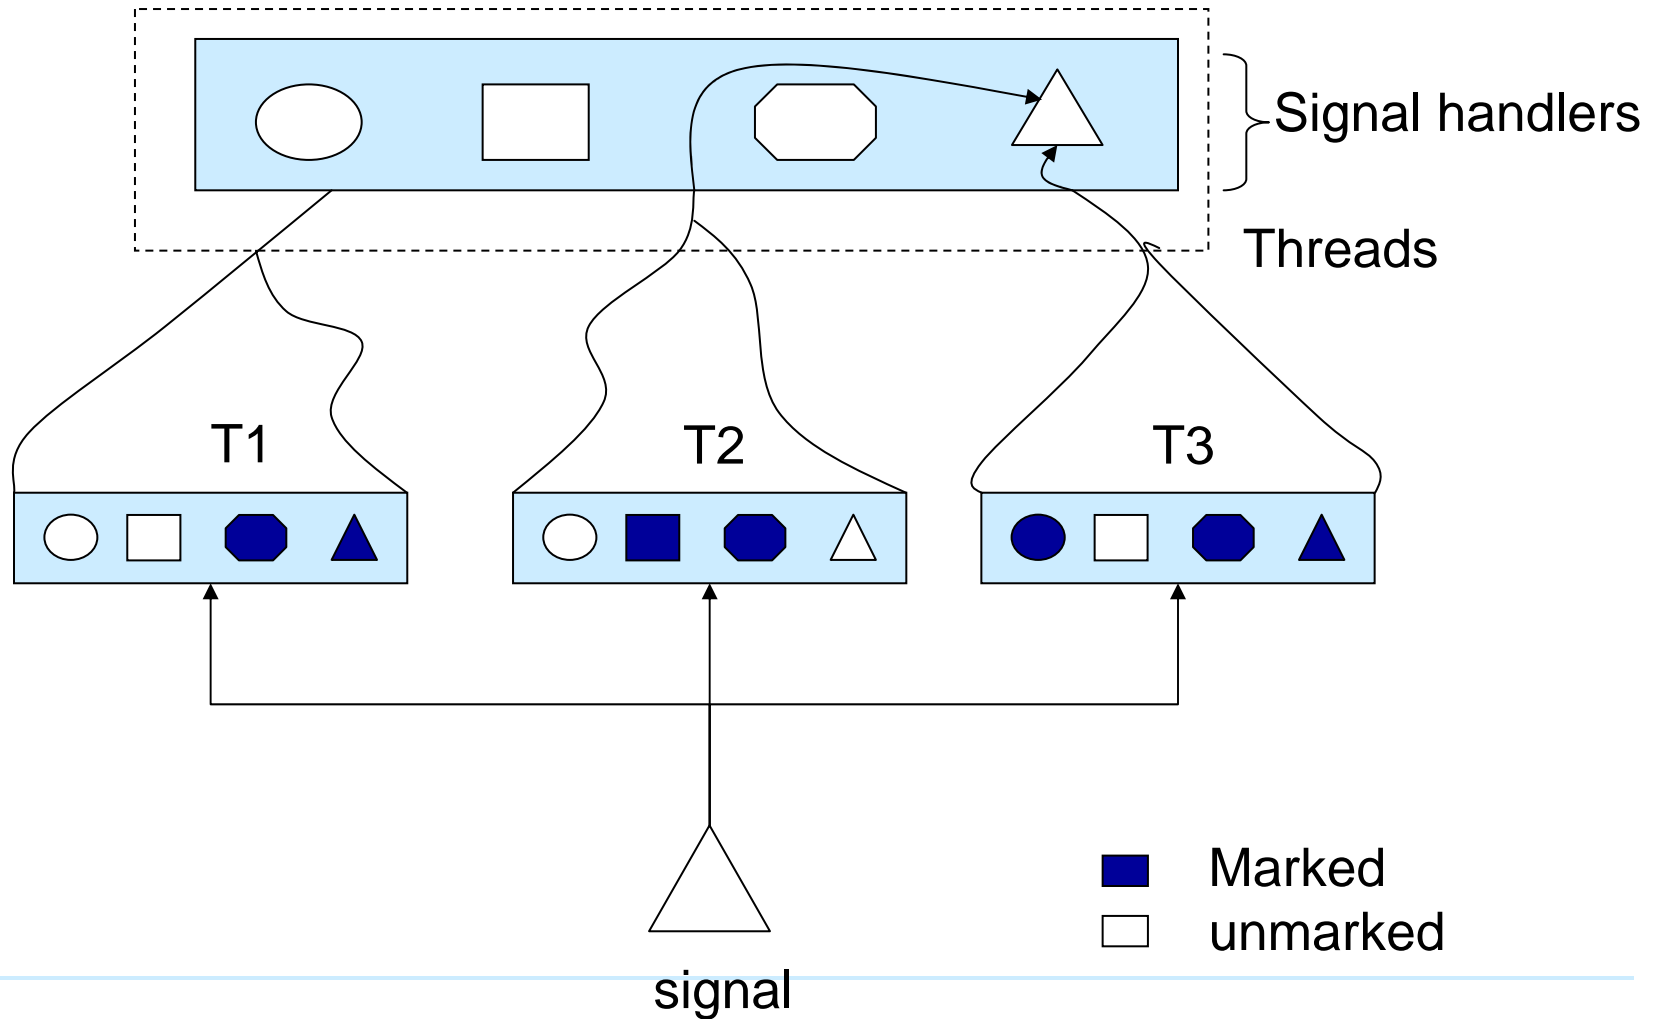 Signal handlers
Threads
T1
T2
T3
Marked
unmarked
signal